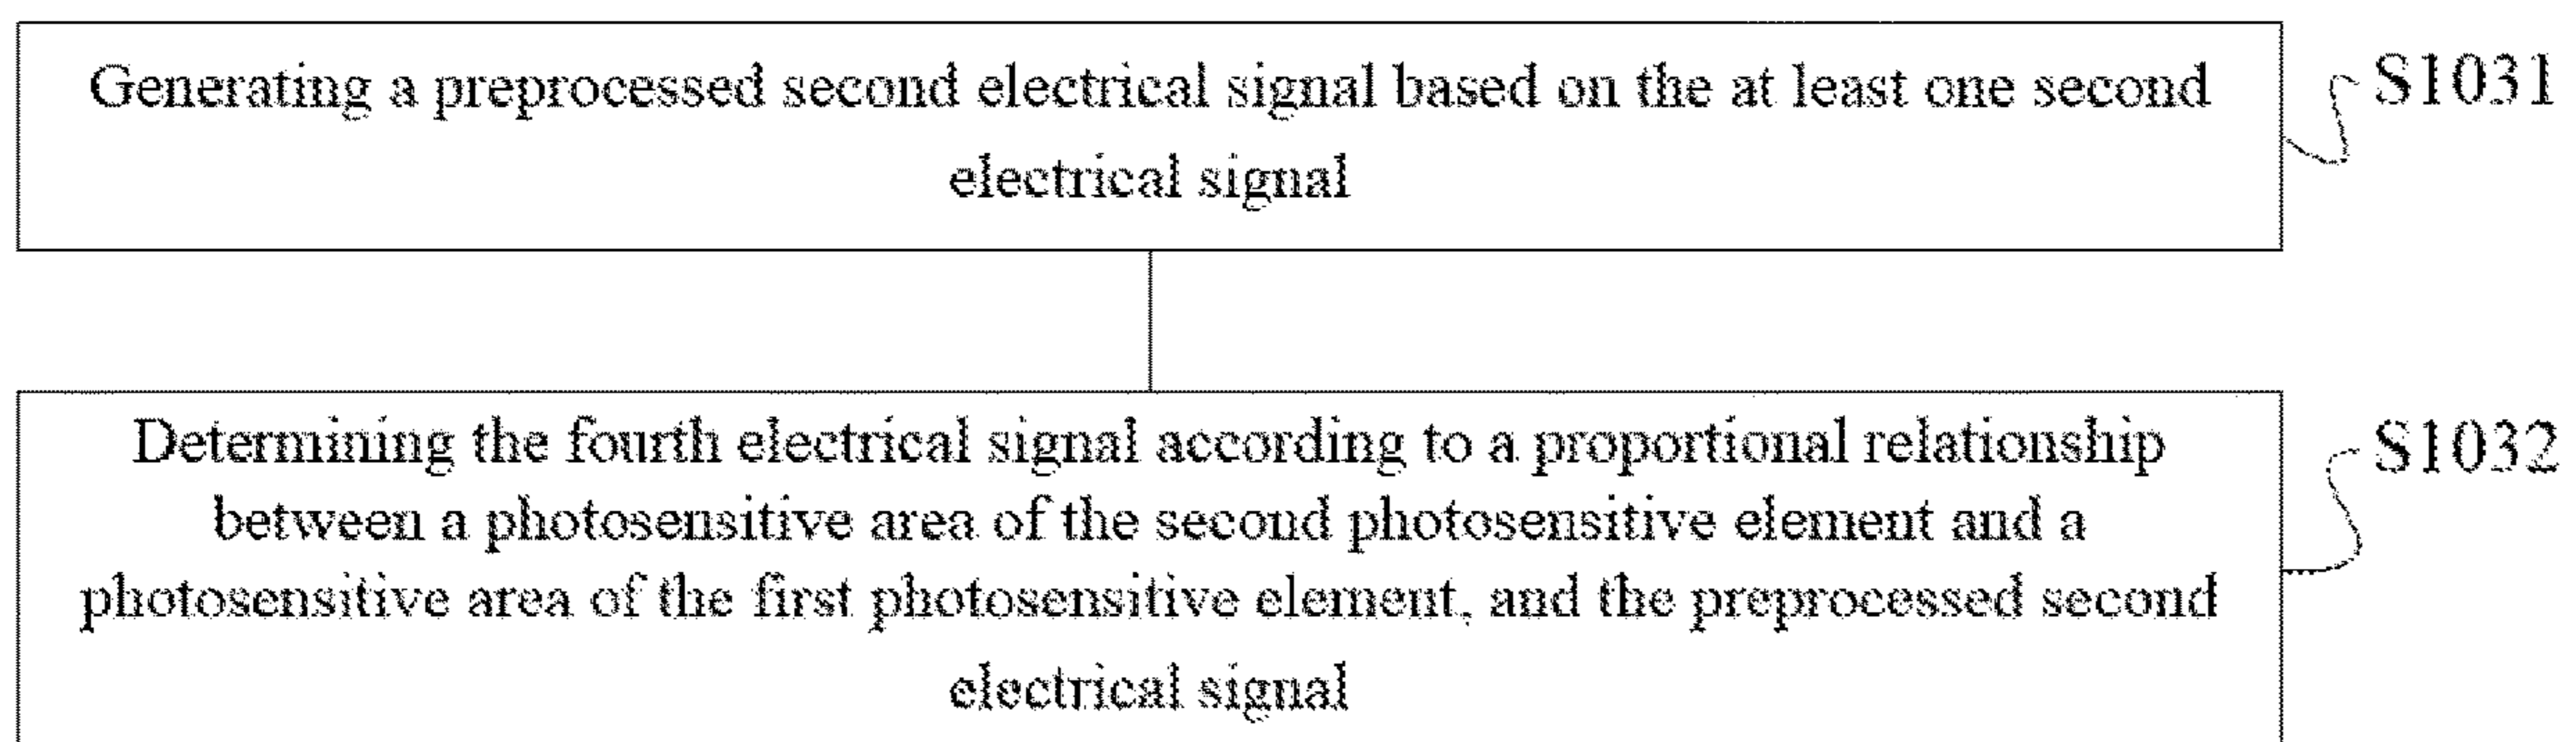 Generating a preprocessed second electrical signal based on the at least one second
electrical signal
S1031
Determining the fourth electrical signal according to a proportional relationship
between a photosensitive area of the second photosensitive element and a
photosensitive area of the first photosensitive element, and the preprocessed second
electrical signal
S1032